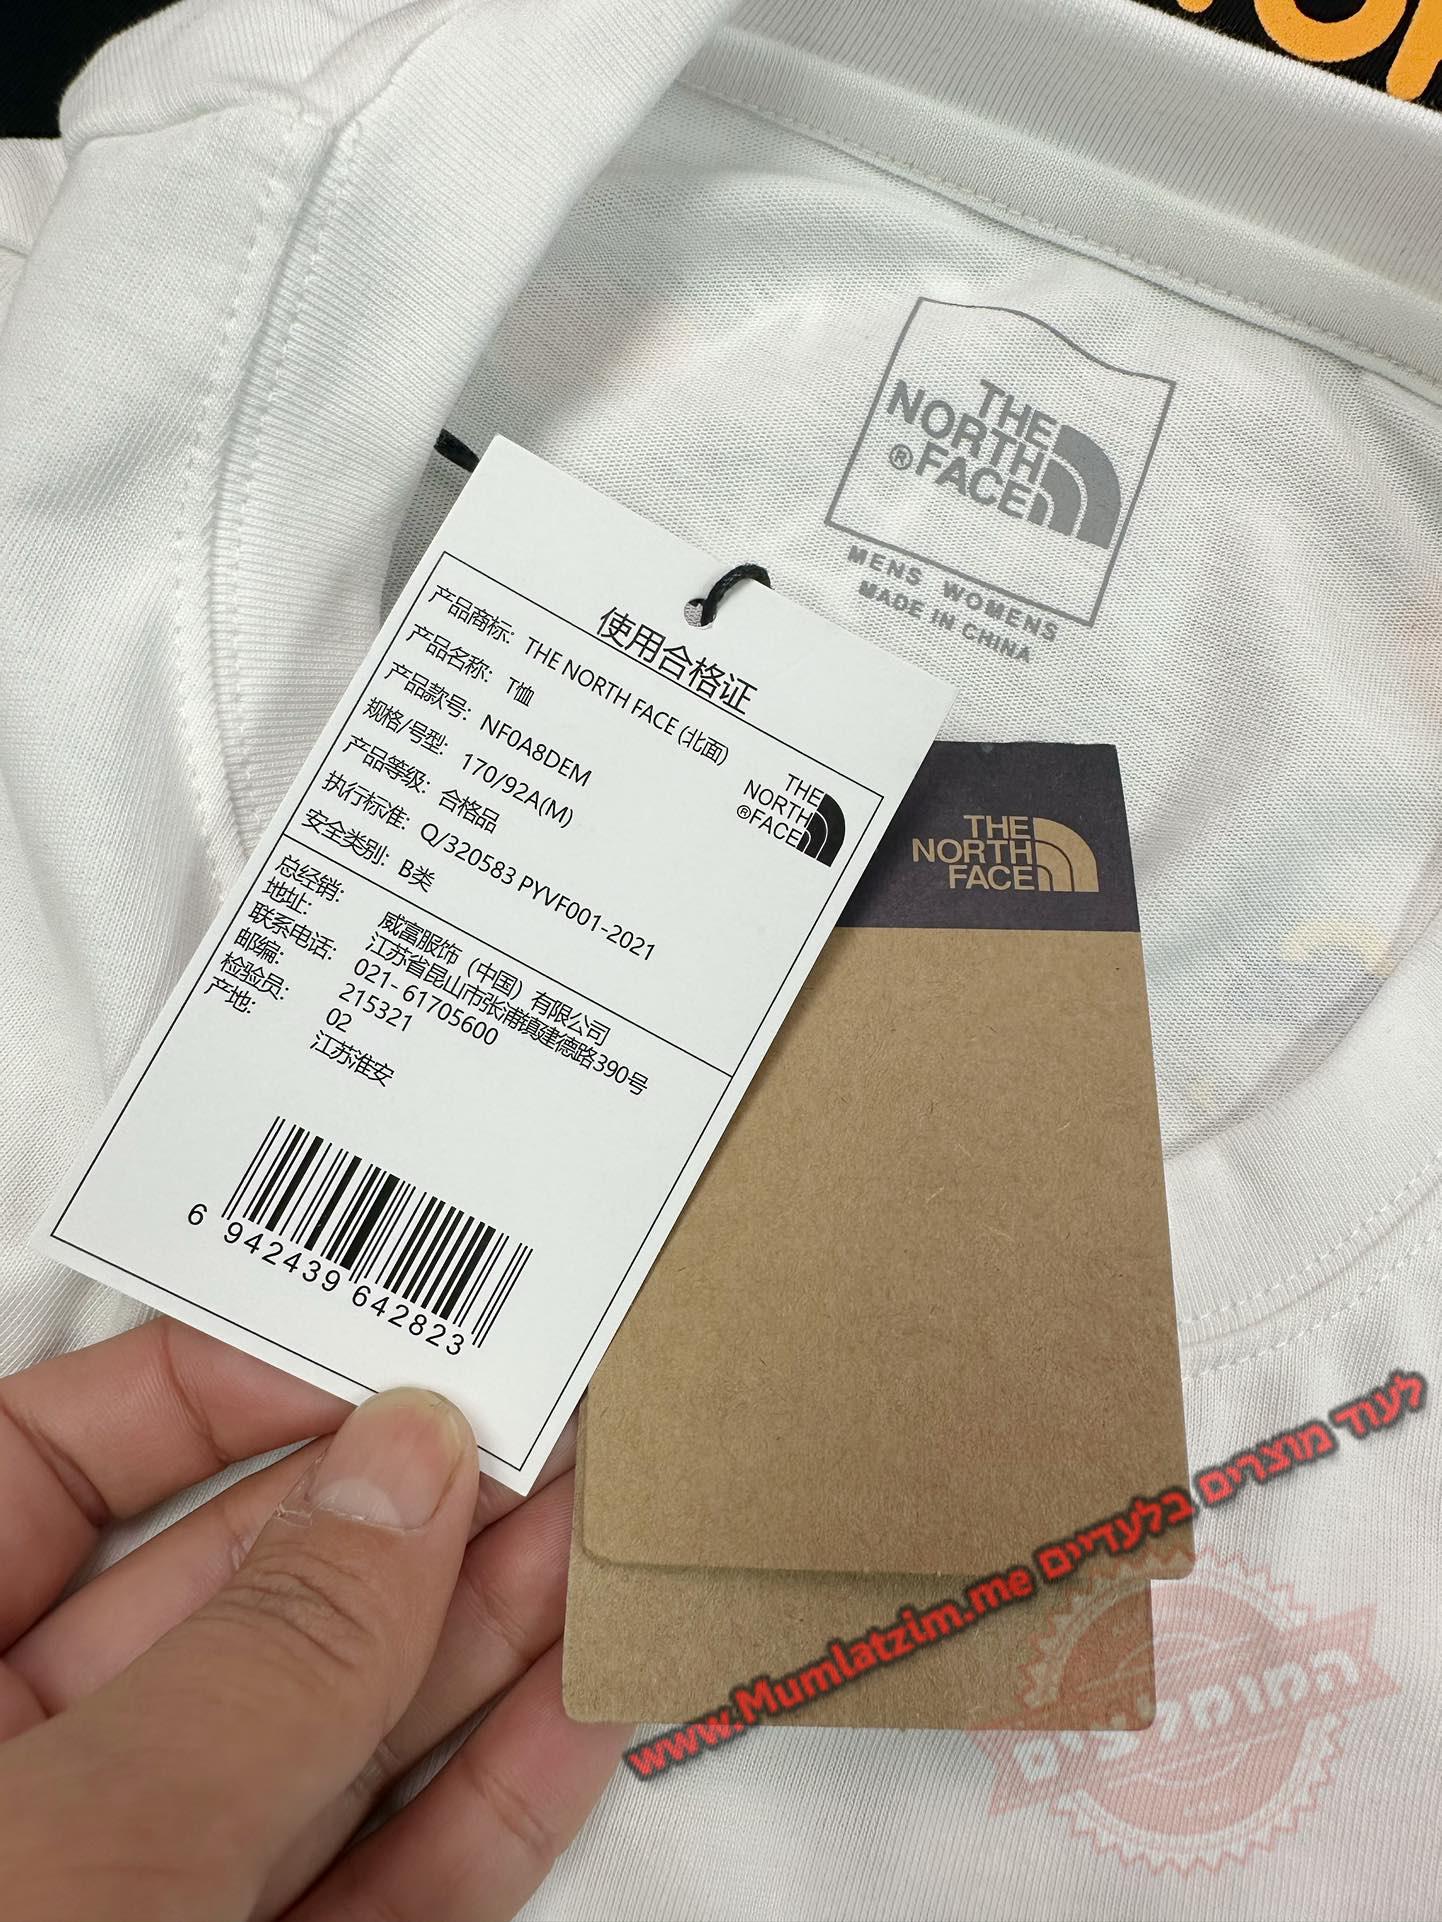 THE
NORTH
®FACE
MENS WOMENS
MADE IN CHINA
使用合格证
产品商标: THE NORTH FACE (北面)
产品名称: T恤
产品款号: NF0A8DEM
规格/号型: 170/92A(M)
产品等级: 合格品
执行标准: Q/320583 PYVF001-2021
安全类别: B类
THE
NORTH
®FACE
总经销: 威富服饰（中国）有限公司
地址: 江苏省昆山市张浦镇建德路390号
联系电话: 021- 61705600
邮编: 215321
检验员: 02
产地: 江苏淮安
6 942439 642823
THE
NORTH
FACE
לעוד מוצרים בלעדיים www.Mumlatzim.me
המומלצים